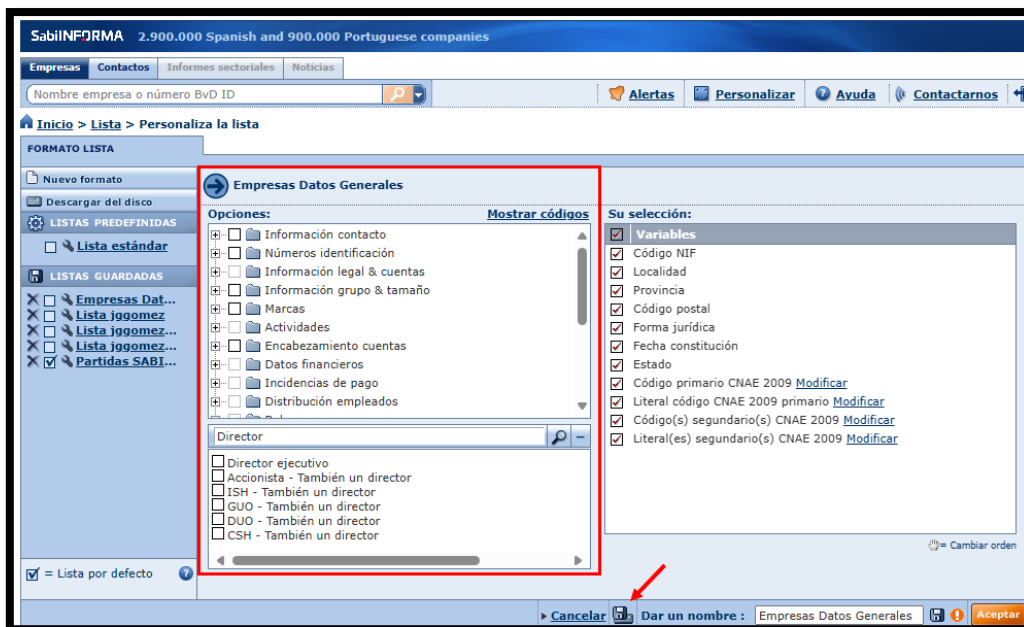 SabiINFORMA 2.900.000 Spanish and 900.000 Portuguese companies
Empresas Contactos Informes sectoriales Noticias
Nombre empresa o número BvD ID
Alertas Personalizar Ayuda Contactarnos
Inicio > Lista > Personaliza la lista
FORMATO LISTA
Nuevo formato
Descargar del disco
LISTAS PREDEFINIDAS
Lista estándar
LISTAS GUARDADAS
Empresas Dat...
Lista jggomez
Lista jggomez...
Lista jggomez...
Partidas SABI...
= Lista por defecto
Empresas Datos Generales
Opciones: Mostrar códigos
Información contacto
Números identificación
Información legal & cuentas
Información grupo & tamaño
Marcas
Actividades
Encabezamiento cuentas
Datos financieros
Incidencias de pago
Distribución empleados
Director
Director ejecutivo
Accionista - También un director
ISH - También un director
GUO - También un director
DUO - También un director
CSH - También un director
Su selección:
Variables
Código NIF
Localidad
Provincia
Código postal
Forma jurídica
Fecha constitución
Estado
Código primario CNAE 2009 Modificar
Literal código CNAE 2009 primario Modificar
Código(s) segundario(s) CNAE 2009 Modificar
Literal(es) segundario(s) CNAE 2009 Modificar
= Cambiar orden
Cancelar Dar un nombre : Empresas Datos Generales Aceptar